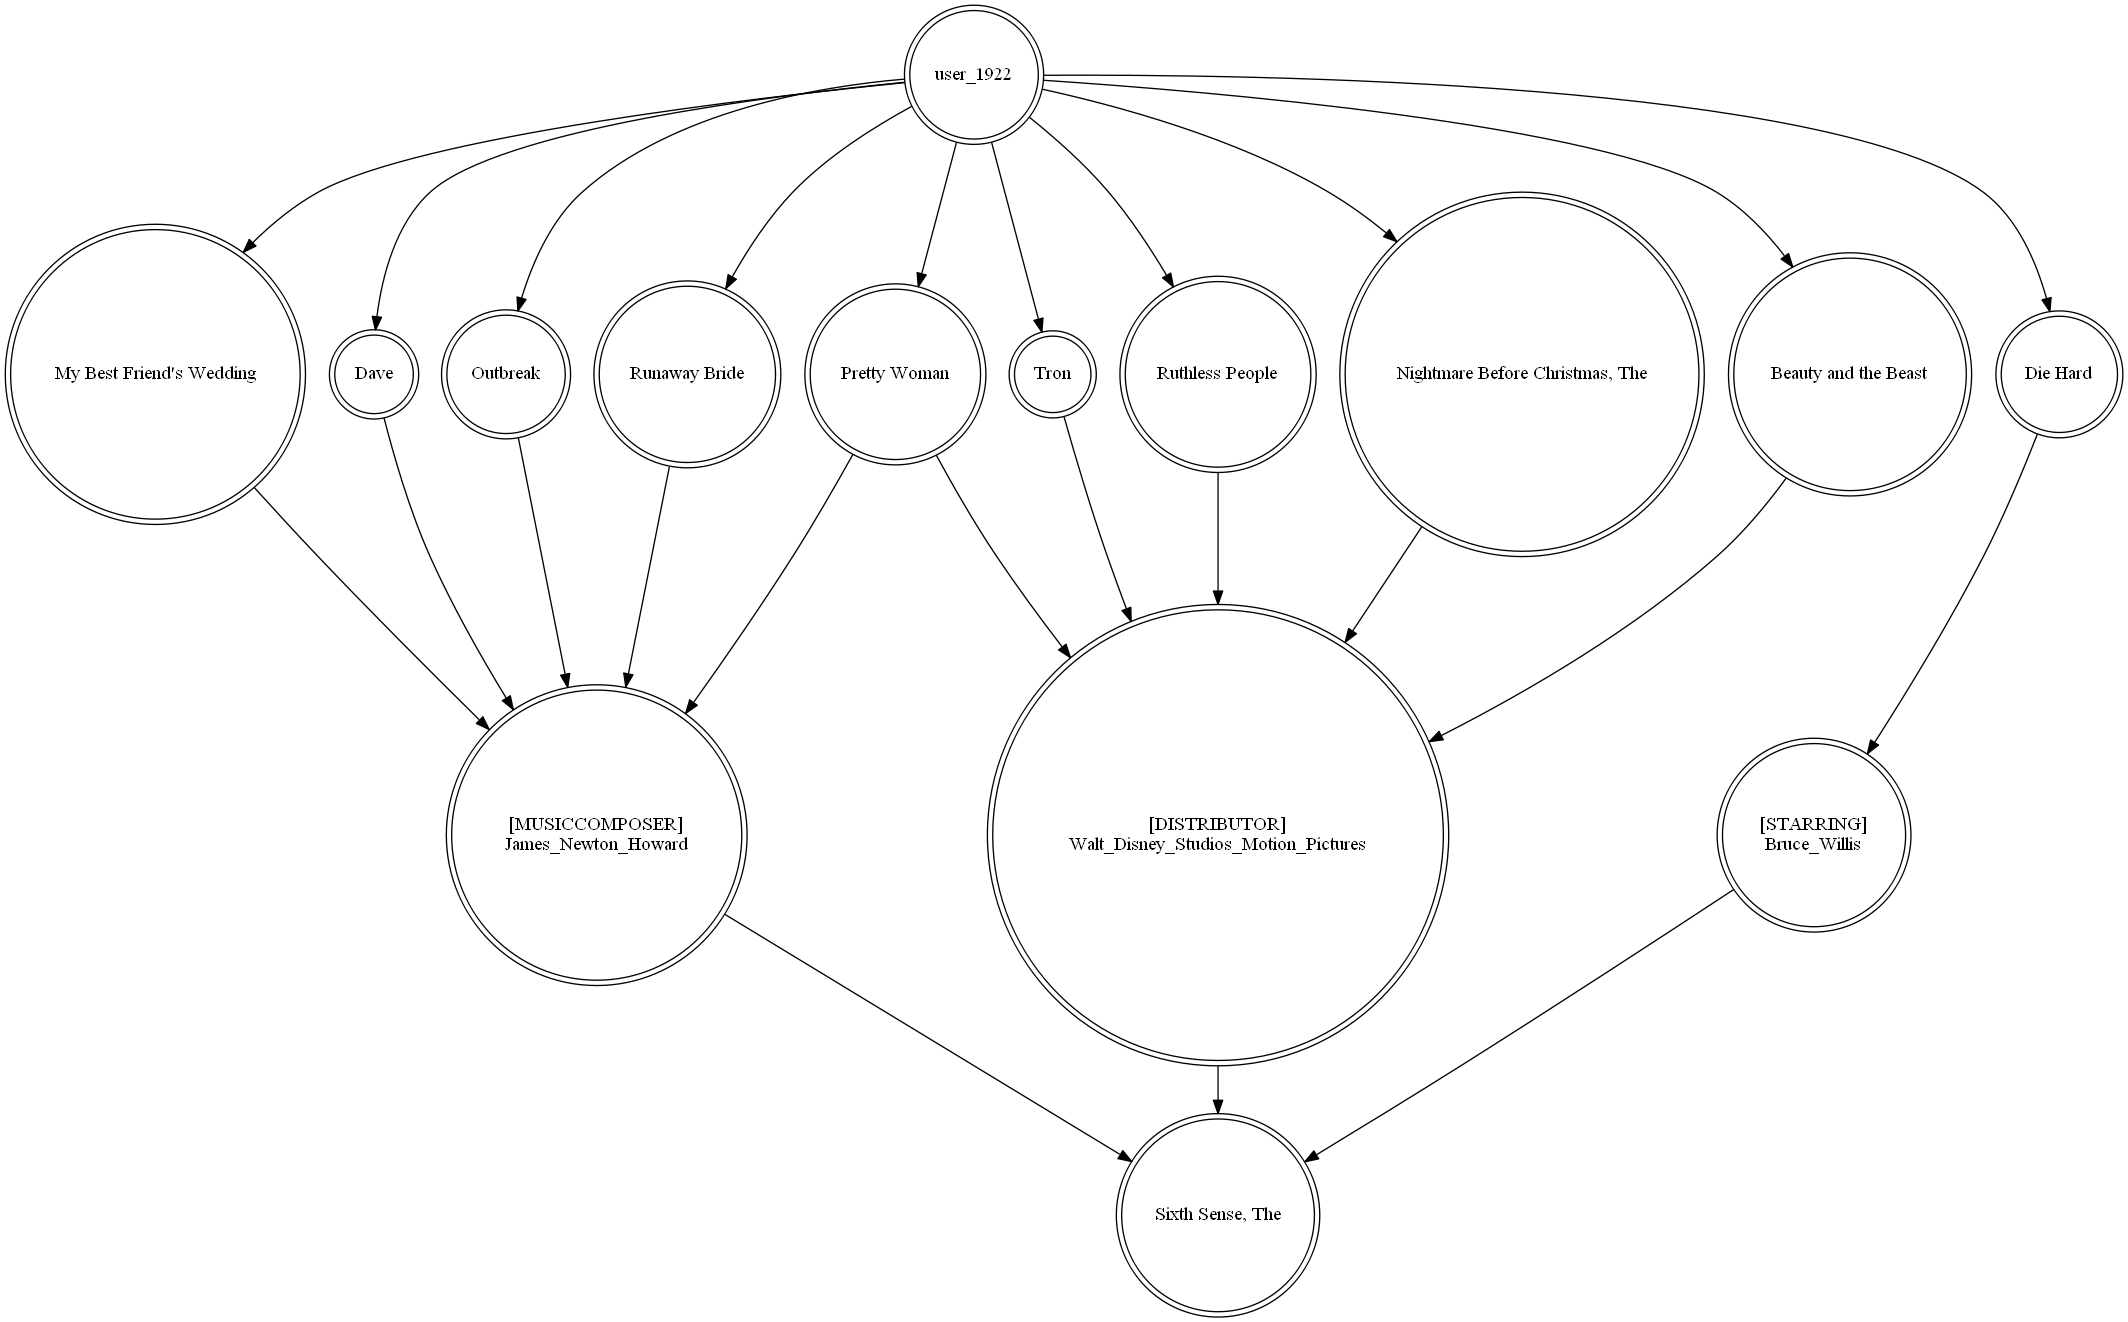 user_1922
My Best Friend's Wedding
Dave
Outbreak
Runaway Bride
Pretty Woman
Tron
Ruthless People
Nightmare Before Christmas, The
Beauty and the Beast
Die Hard
[MUSICCOMPOSER]
James_Newton_Howard
[DISTRIBUTOR]
Walt_Disney_Studios_Motion_Pictures
[STARRING]
Bruce_Willis
Sixth Sense, The